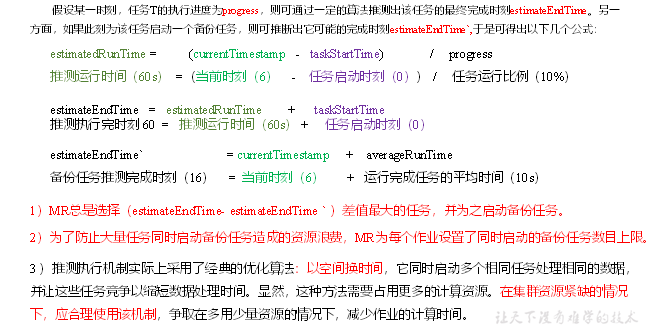 假设某一时刻，任务T的执行进度为progress，则可通过一定的算法推测出该任务的最终完成时刻estimateEndTime。另一
方面，如果此刻为该任务启动一个备份任务，则可推断出它可能的完成时刻estimateEndTime`,于是可得出以下几个公式：
estimatedRunTime = (currentTimestamp - taskStartTime) / progress
推测运行时间（60s） = （当前时刻（6） - 任务启动时刻（0）） / 任务运行比例（10%）
estimateEndTime = estimatedRunTime + taskStartTime
推测执行完时刻 60 = 推测运行时间（60s）+ 任务启动时刻（0）
estimateEndTime` = currentTimestamp + averageRunTime
备份任务推测完成时刻（16） = 当前时刻（6） + 运行完成任务的平均时间（10s）
1）MR总是选择（estimateEndTime- estimateEndTime ` ）差值最大的任务，并为之启动备份任务。
2）为了防止大量任务同时启动备份任务造成的资源浪费，MR为每个作业设置了同时启动的备份任务数目上限。
3 ）推测执行机制实际上采用了经典的优化算法：以空间换时间，它同时启动多个相同任务处理相同的数据，
并让这些任务竞争以缩短数据处理时间。显然，这种方法需要占用更多的计算资源。在集群资源紧缺的情况
下，应合理使用该机制，争取在多用少量资源的情况下，减少作业的计算时间。
让天下没有难学的技术